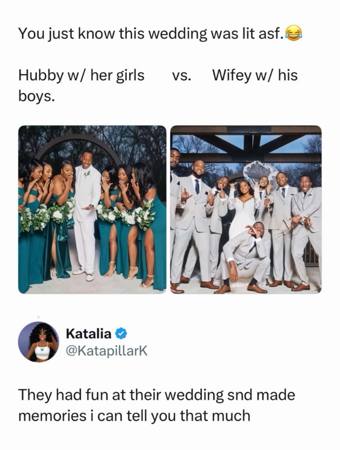 You just know this wedding was lit asf.😂
Hubby w/ her girls vs. Wifey w/ his
boys.
Katalia
@KatapillarK
They had fun at their wedding snd made
memories i can tell you that much